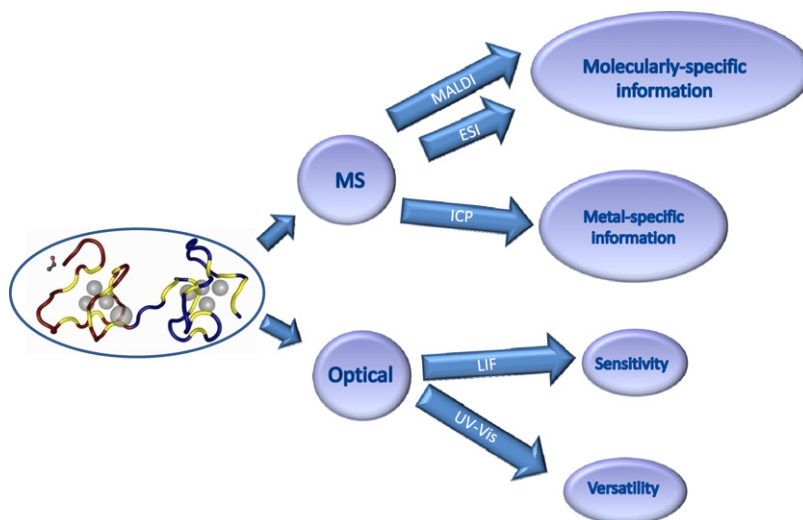 MALDI
Molecularly-specific
information
ESI
MS
ICP
Metal-specific
information
Optical
LIF
Sensitivity
UV-Vis
Versatility